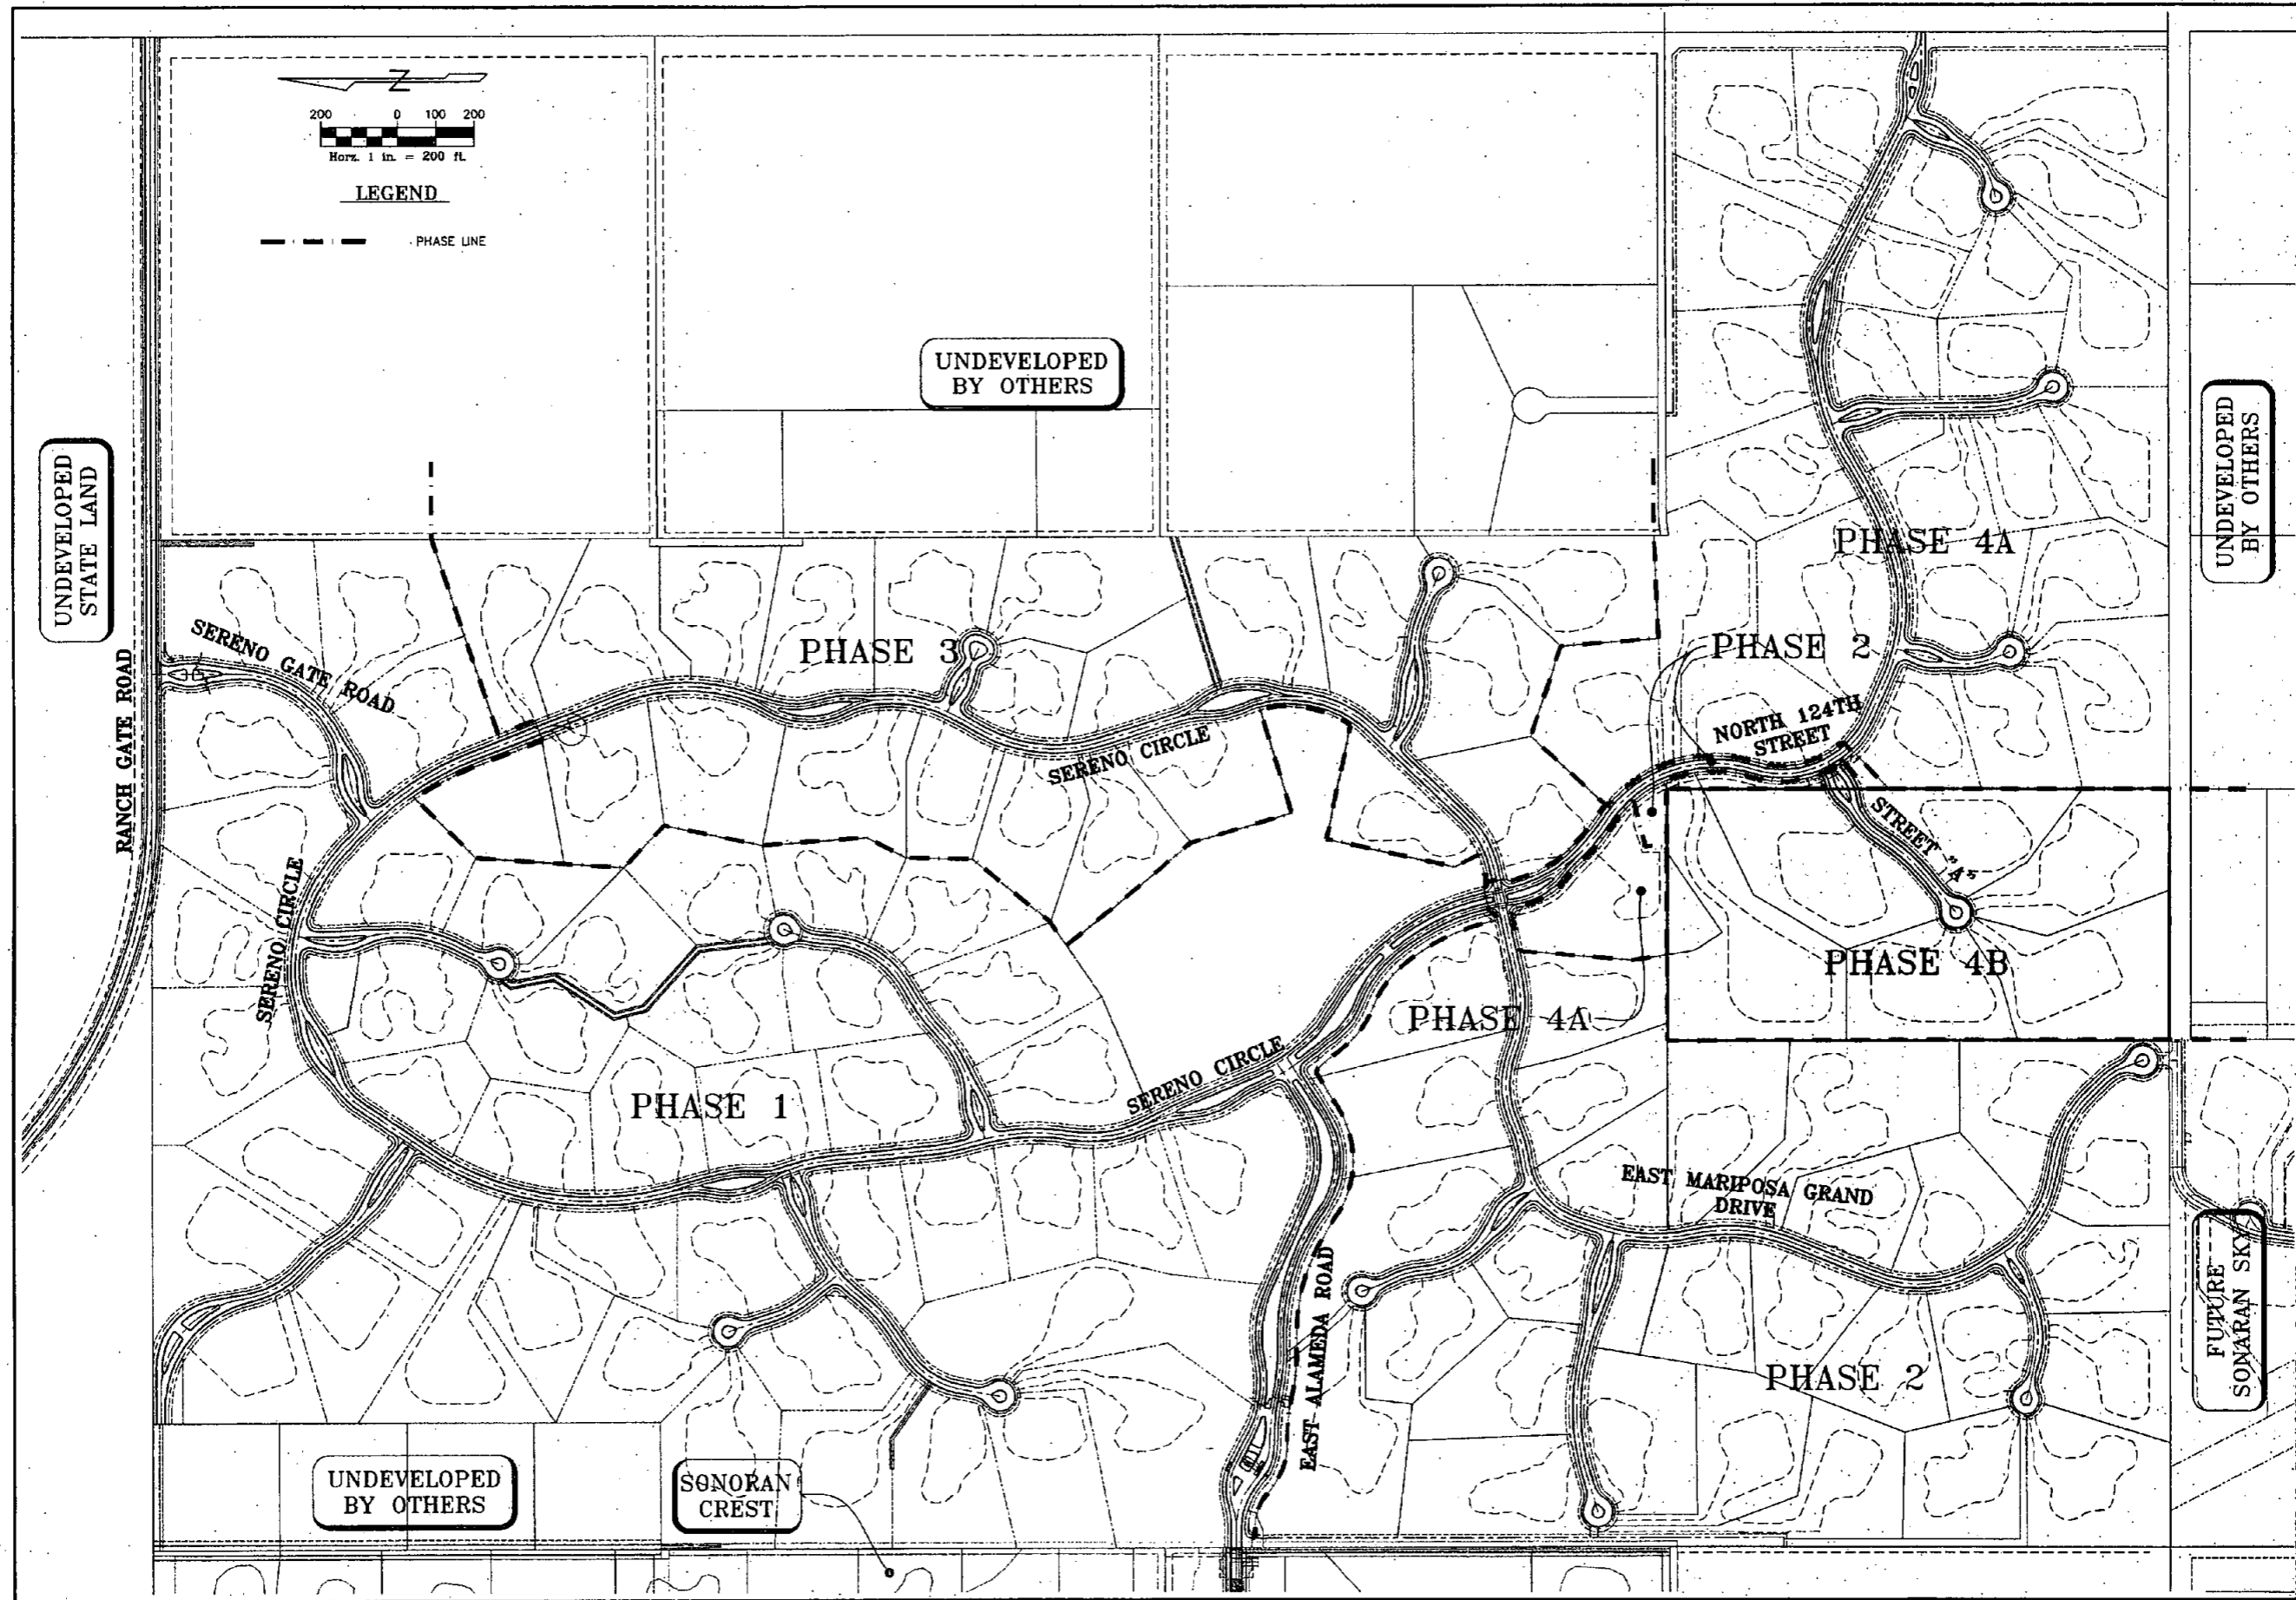 Z
200 0 100 200
Horz. 1 in. = 200 ft.
LEGEND
PHASE LINE
UNDEVELOPED
BY OTHERS
UNDEVELOPED
STATE LAND
UNDEVELOPED
BY OTHERS
PHASE 4A
RANCH GATE ROAD
SERENO GATE ROAD
PHASE 3
PHASE 2
NORTH 124TH
STREET
SERENO CIRCLE
STREET "A"
SERENO CIRCLE
PHASE 4B
PHASE 4A
SERENO CIRCLE
PHASE 1
EAST MARIPOSA GRAND
DRIVE
EAST ALAMEDA ROAD
FUTURE
SONARAN SKY
PHASE 2
UNDEVELOPED
BY OTHERS
SONORAN
CREST